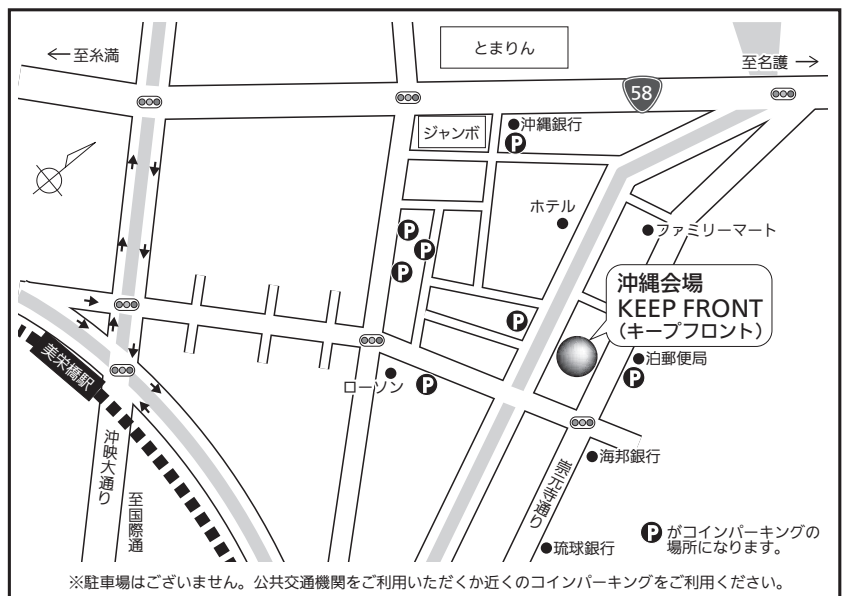 とまりん
←至糸満
至名護→
58
ジャンボ
沖縄銀行
P
ホテル
P
P
P
ファミリーマート
沖縄会場
KEEP FRONT
（キープフロント）
P
泊郵便局
P
美栄橋駅
ローソン
P
沖映大通り
至国際通
崇元寺通り
海邦銀行
琉球銀行
Pがコインパーキングの
場所になります。
※駐車場はございません。公共交通機関をご利用いただくか近くのコインパーキングをご利用ください。